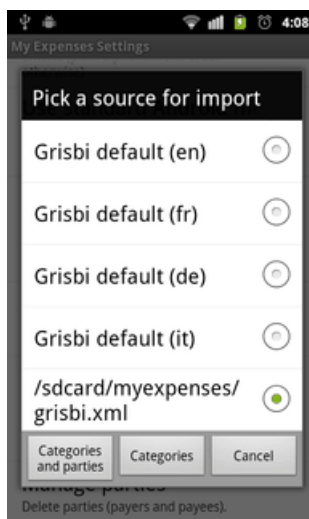 4:08
My Expenses Settings
Pick a source for import
Grisbi default (en)
Grisbi default (fr)
Grisbi default (de)
Grisbi default (it)
/sdcard/myexpenses/
grisbi.xml
Categories
and parties
Categories
Cancel
Manage parties
Delete parties (payers and payees).